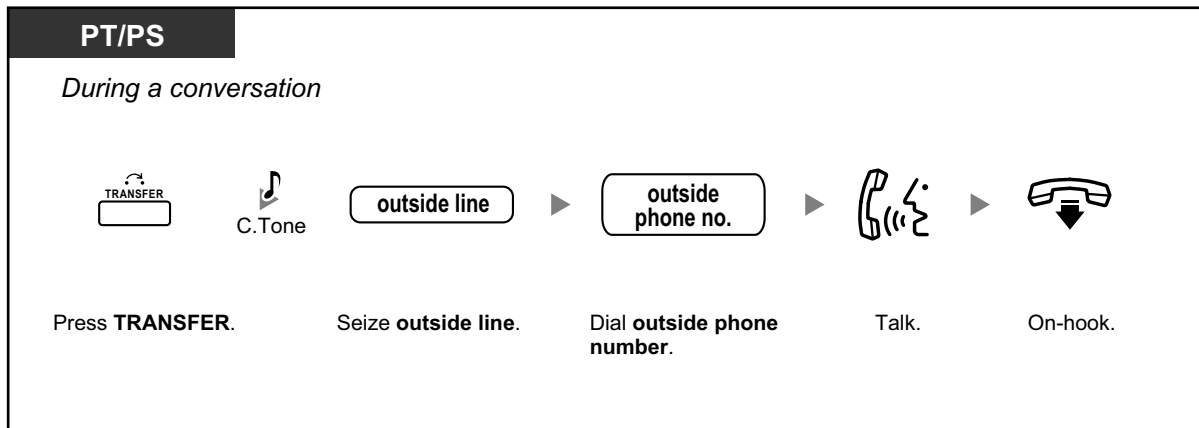 PT/PS
During a conversation
TRANSFER
C.Tone
outside line
outside
phone no.
Press TRANSFER.
Seize outside line.
Dial outside phone
number.
Talk.
On-hook.